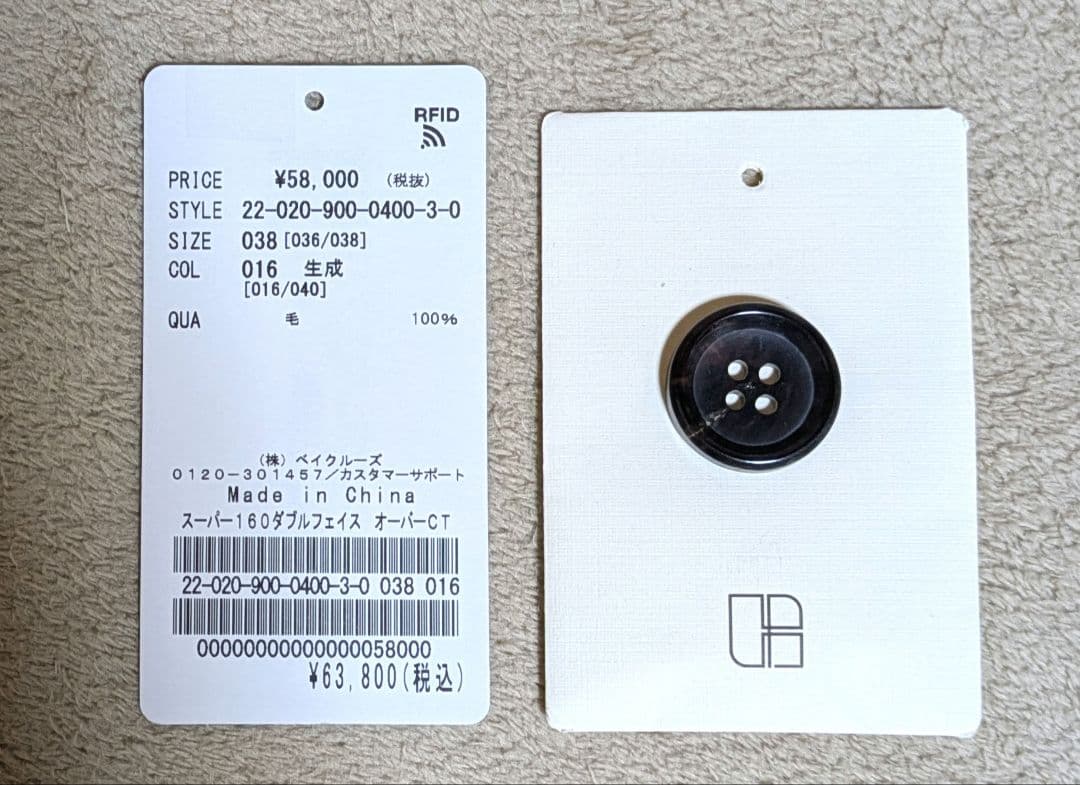 RFID
PRICE ¥58,000 (税抜)
STYLE 22-020-900-0400-3-0
SIZE 038 [036/038]
COL 016 生成
[016/040]
QUA 毛 100%
(株) ベイクルーズ
0120-301457/カスタマーサポート
Made in China
スーパー160ダブルフェイス オーバーCT
22-020-900-0400-3-0 038 016
00000000000000058000
¥63,800(税込)